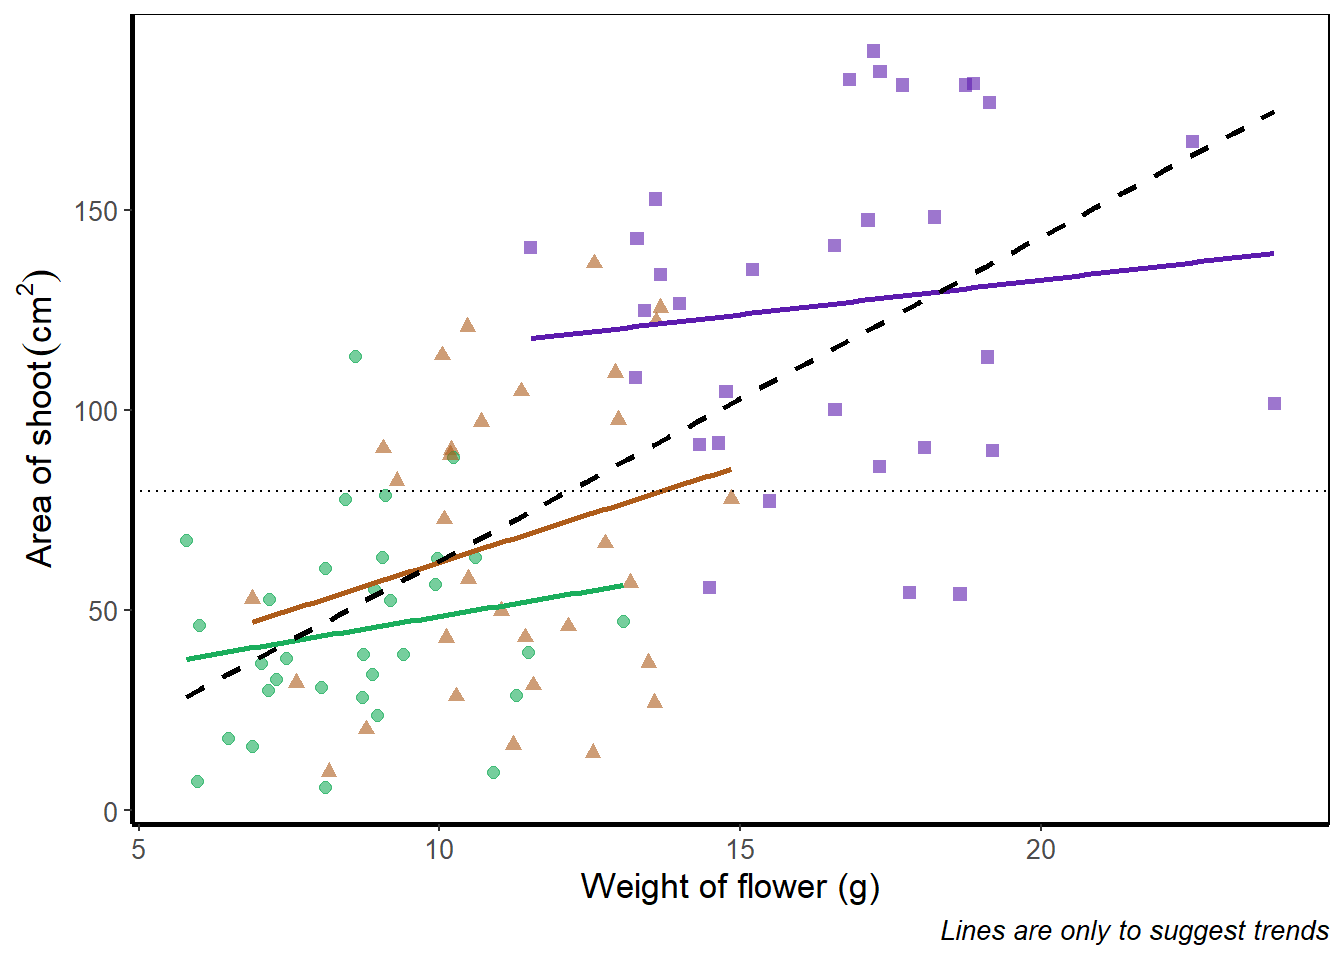 Area of shoot(cm²)
150
100
50
0
5 10 15 20
Weight of flower (g)
Lines are only to suggest trends